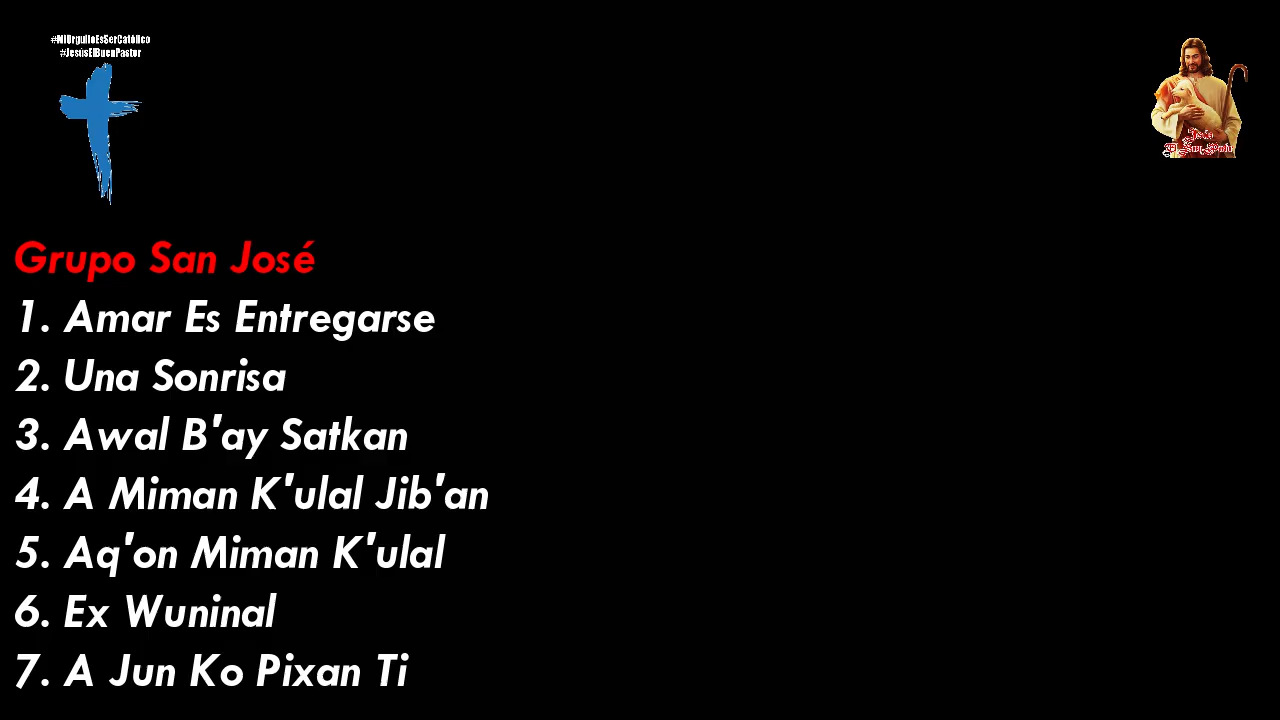 #MiOrgulloEsSerCatólico
#JesúsElBuenPastor
Grupo San José
1. Amar Es Entregarse
2. Una Sonrisa
3. Awal B'ay Satkan
4. A Miman K'ulal Jib'an
5. Aq'on Miman K'ulal
6. Ex Wuninal
7. A Jun Ko Pixan Ti